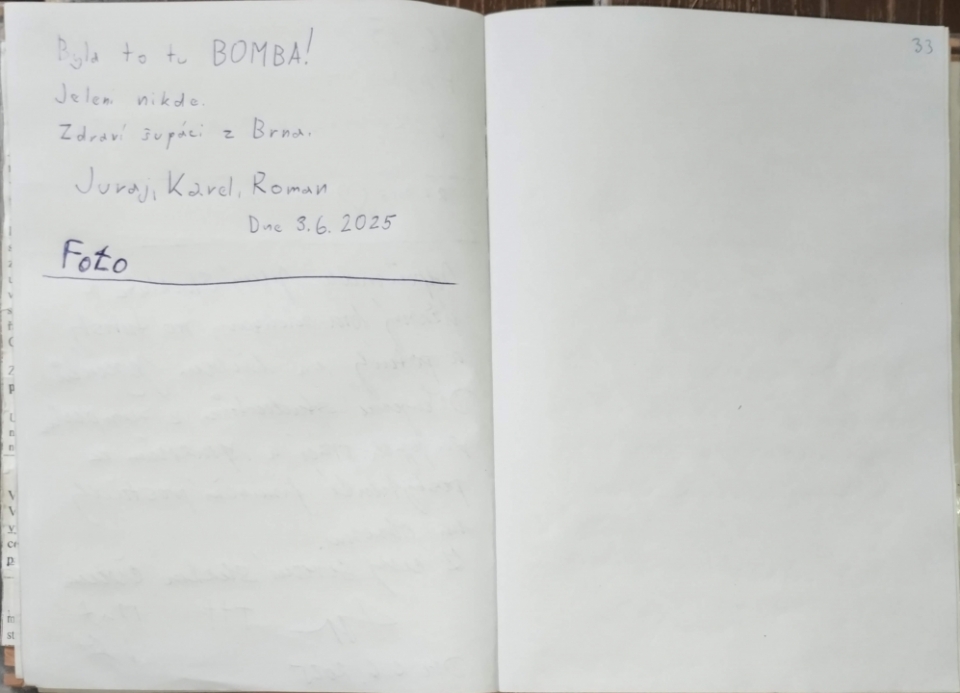 Byla to tu BOMBA!
Jelen nikde.
Zdraví šupáci z Brna.
Juraj, Karel, Roman
Dne 3.6. 2025
Foto
33